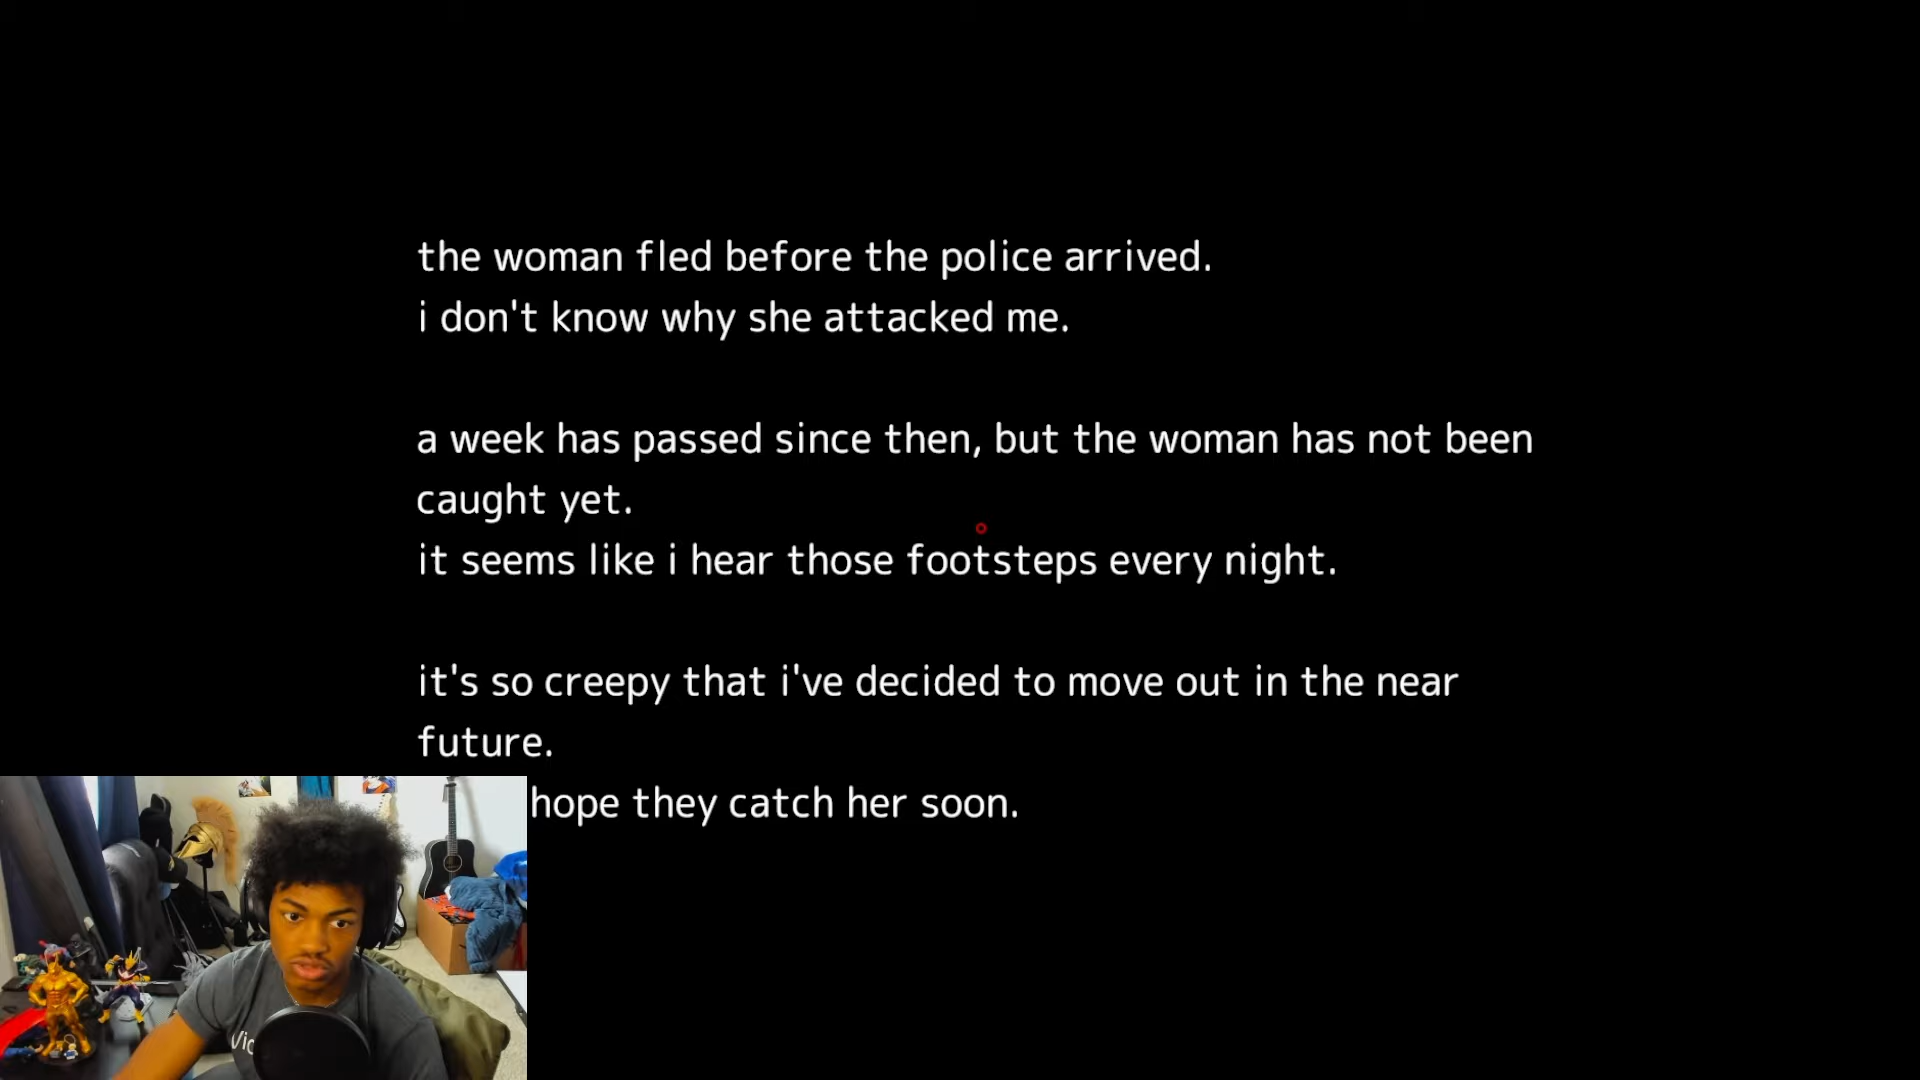 the woman fled before the police arrived.
i don't know why she attacked me.
a week has passed since then, but the woman has not been
caught yet.
it seems like i hear those footsteps every night.
it's so creepy that i've decided to move out in the near
future.
hope they catch her soon.